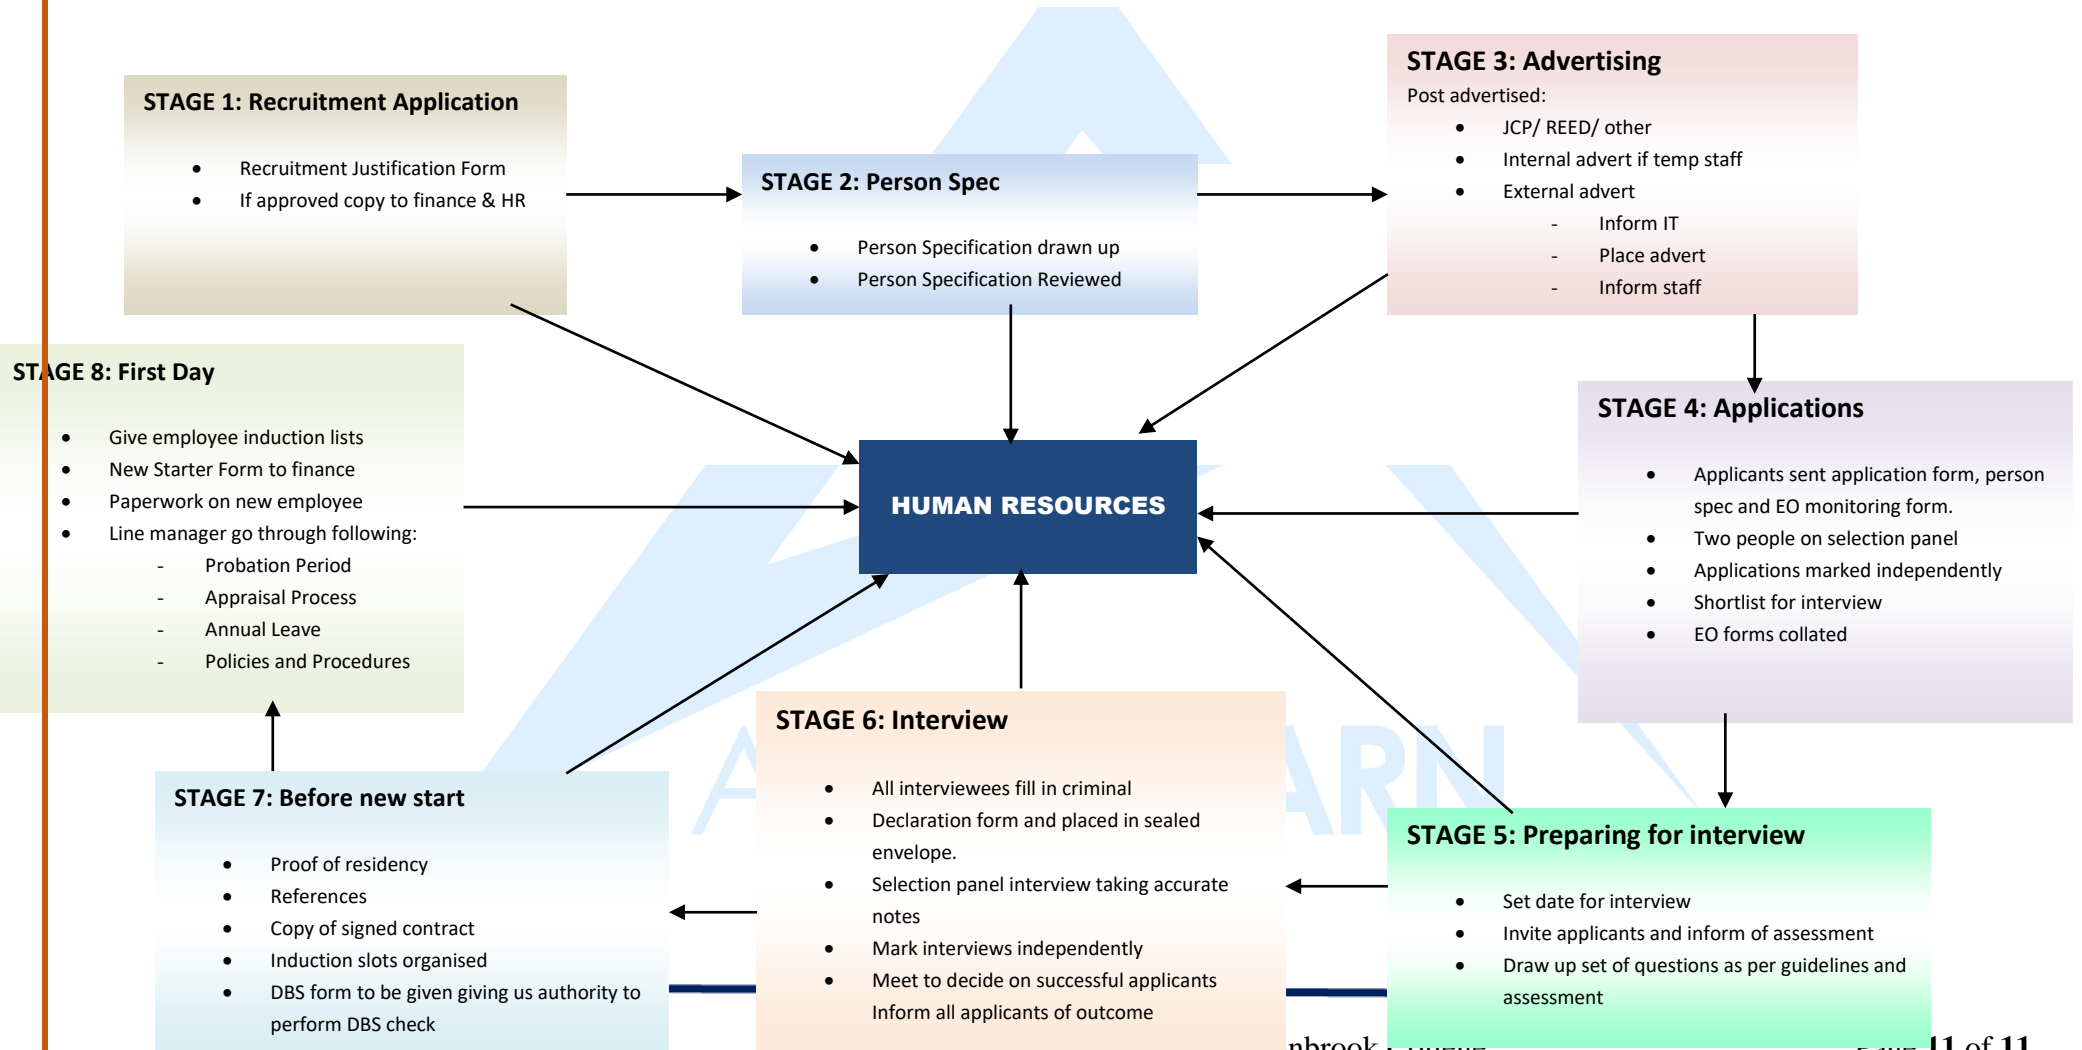 STAGE 1: Recruitment Application
• Recruitment Justification Form
• If approved copy to finance & HR
STAGE 2: Person Spec
• Person Specification drawn up
• Person Specification Reviewed
STAGE 3: Advertising
Post advertised:
• JCP/ REED/ other
• Internal advert if temp staff
• External advert
- Inform IT
- Place advert
- Inform staff
STAGE 4: Applications
• Applicants sent application form, person
spec and EO monitoring form.
• Two people on selection panel
• Applications marked independently
• Shortlist for interview
• EO forms collated
HUMAN RESOURCES
STAGE 8: First Day
• Give employee induction lists
• New Starter Form to finance
• Paperwork on new employee
• Line manager go through following:
- Probation Period
- Appraisal Process
- Annual Leave
- Policies and Procedures
STAGE 7: Before new start
• Proof of residency
• References
• Copy of signed contract
• Induction slots organised
• DBS form to be given giving us authority to
perform DBS check
STAGE 6: Interview
• All interviewees fill in criminal
• Declaration form and placed in sealed
envelope.
• Selection panel interview taking accurate
notes
• Mark interviews independently
• Meet to decide on successful applicants
Inform all applicants of outcome
STAGE 5: Preparing for interview
• Set date for interview
• Invite applicants and inform of assessment
• Draw up set of questions as per guidelines and
assessment
nbrook
Page 11 of 11